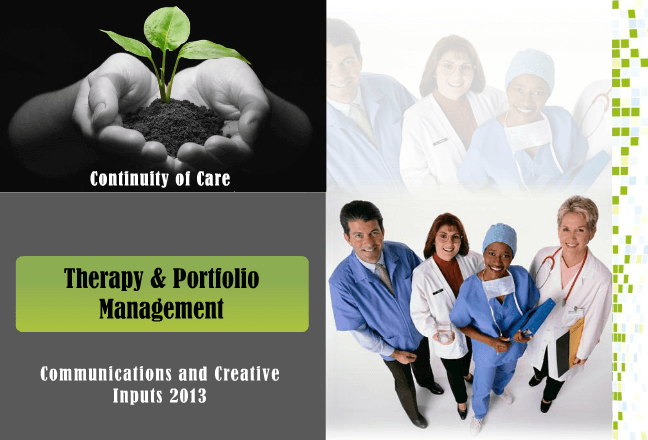 Continuity of Care
Therapy & Portfolio
Management
Communications and Creative
Inputs 2013